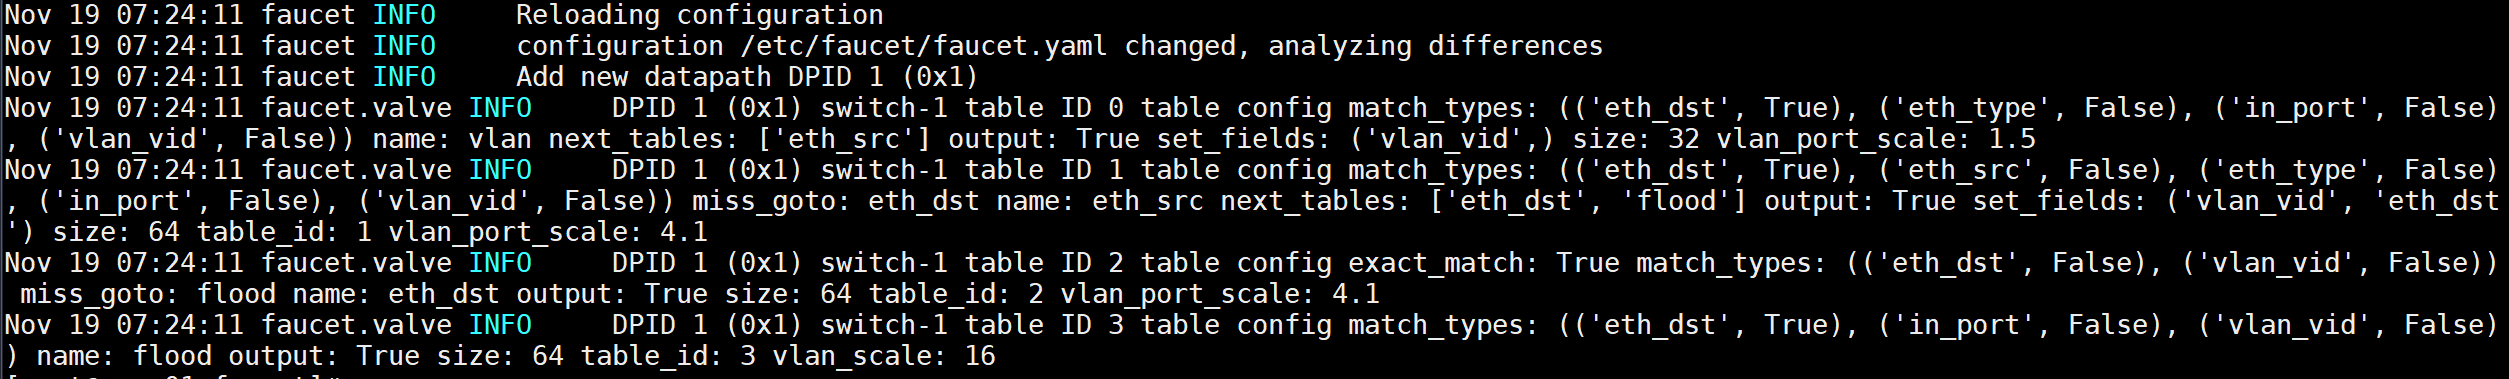 Nov 19 07:24:11 faucet INFO     Reloading configuration
Nov 19 07:24:11 faucet INFO     configuration /etc/faucet/faucet.yaml changed, analyzing differences
Nov 19 07:24:11 faucet INFO     Add new datapath DPID 1 (0x1)
Nov 19 07:24:11 faucet.valve INFO     DPID 1 (0x1) switch-1 table ID 0 table config match_types: (('eth_dst', True), ('eth_type', False), ('in_port', False)
, ('vlan_vid', False)) name: vlan next_tables: ['eth_src'] output: True set_fields: ('vlan_vid',) size: 32 vlan_port_scale: 1.5
Nov 19 07:24:11 faucet.valve INFO     DPID 1 (0x1) switch-1 table ID 1 table config match_types: (('eth_dst', True), ('eth_src', False), ('eth_type', False)
, ('in_port', False), ('vlan_vid', False)) miss_goto: eth_dst name: eth_src next_tables: ['eth_dst', 'flood'] output: True set_fields: ('vlan_vid', 'eth_dst
') size: 64 table_id: 1 vlan_port_scale: 4.1
Nov 19 07:24:11 faucet.valve INFO     DPID 1 (0x1) switch-1 table ID 2 table config exact_match: True match_types: (('eth_dst', False), ('vlan_vid', False))
 miss_goto: flood name: eth_dst output: True size: 64 table_id: 2 vlan_port_scale: 4.1
Nov 19 07:24:11 faucet.valve INFO     DPID 1 (0x1) switch-1 table ID 3 table config match_types: (('eth_dst', True), ('in_port', False), ('vlan_vid', False)
) name: flood output: True size: 64 table_id: 3 vlan_scale: 16